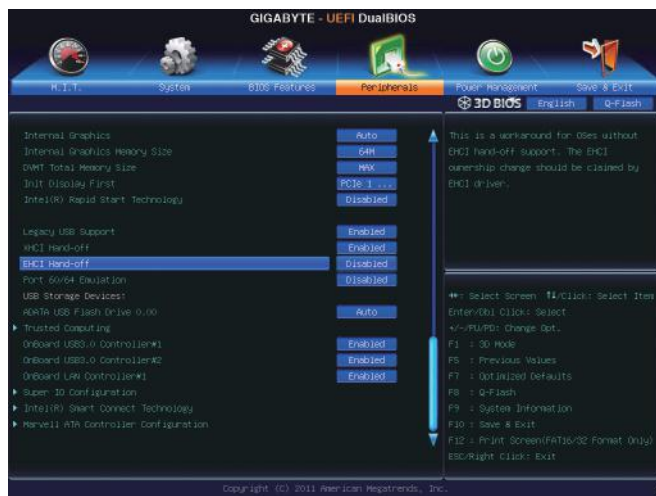 GIGABYTE - UEFI DualBIOS
M.I.T. System BIOS Features Peripherals Power Management Save & Exit
3D BIOS English Q-Flash
Internal Graphics Auto
Internal Graphics Memory Size 64M
DVMT Total Memory Size MAX
Init Display First PCIe 1 ...
Intel(R) Rapid Start Technology Disabled
Legacy USB Support Enabled
XHCI Hand-off Enabled
EHCI Hand-off Disabled
Port 60/64 Emulation Disabled
USB Storage Devices:
ADATA USB Flash Drive 0.00 Auto
Trusted Computing
OnBoard USB3.0 Controller#1 Enabled
OnBoard USB3.0 Controller#2 Enabled
OnBoard LAN Controller#1 Enabled
Super IO Configuration
Intel(R) Smart Connect Technology
Marvell ATA Controller Configuration
This is a workaround for OSes without
EHCI hand-off support. The EHCI
ownership change should be claimed by
EHCI driver.
↔: Select Screen ↑↓/Click: Select Item
Enter/Dbl Click: Select
+/-/PU/PD: Change Opt.
F1 : 3D Mode
F5 : Previous Values
F7 : Optimized Defaults
F8 : Q-Flash
F9 : System Information
F10 : Save & Exit
F12 : Print Screen(FAT16/32 Format Only)
ESC/Right Click: Exit
Copyright (C) 2011 American Megatrends, Inc.